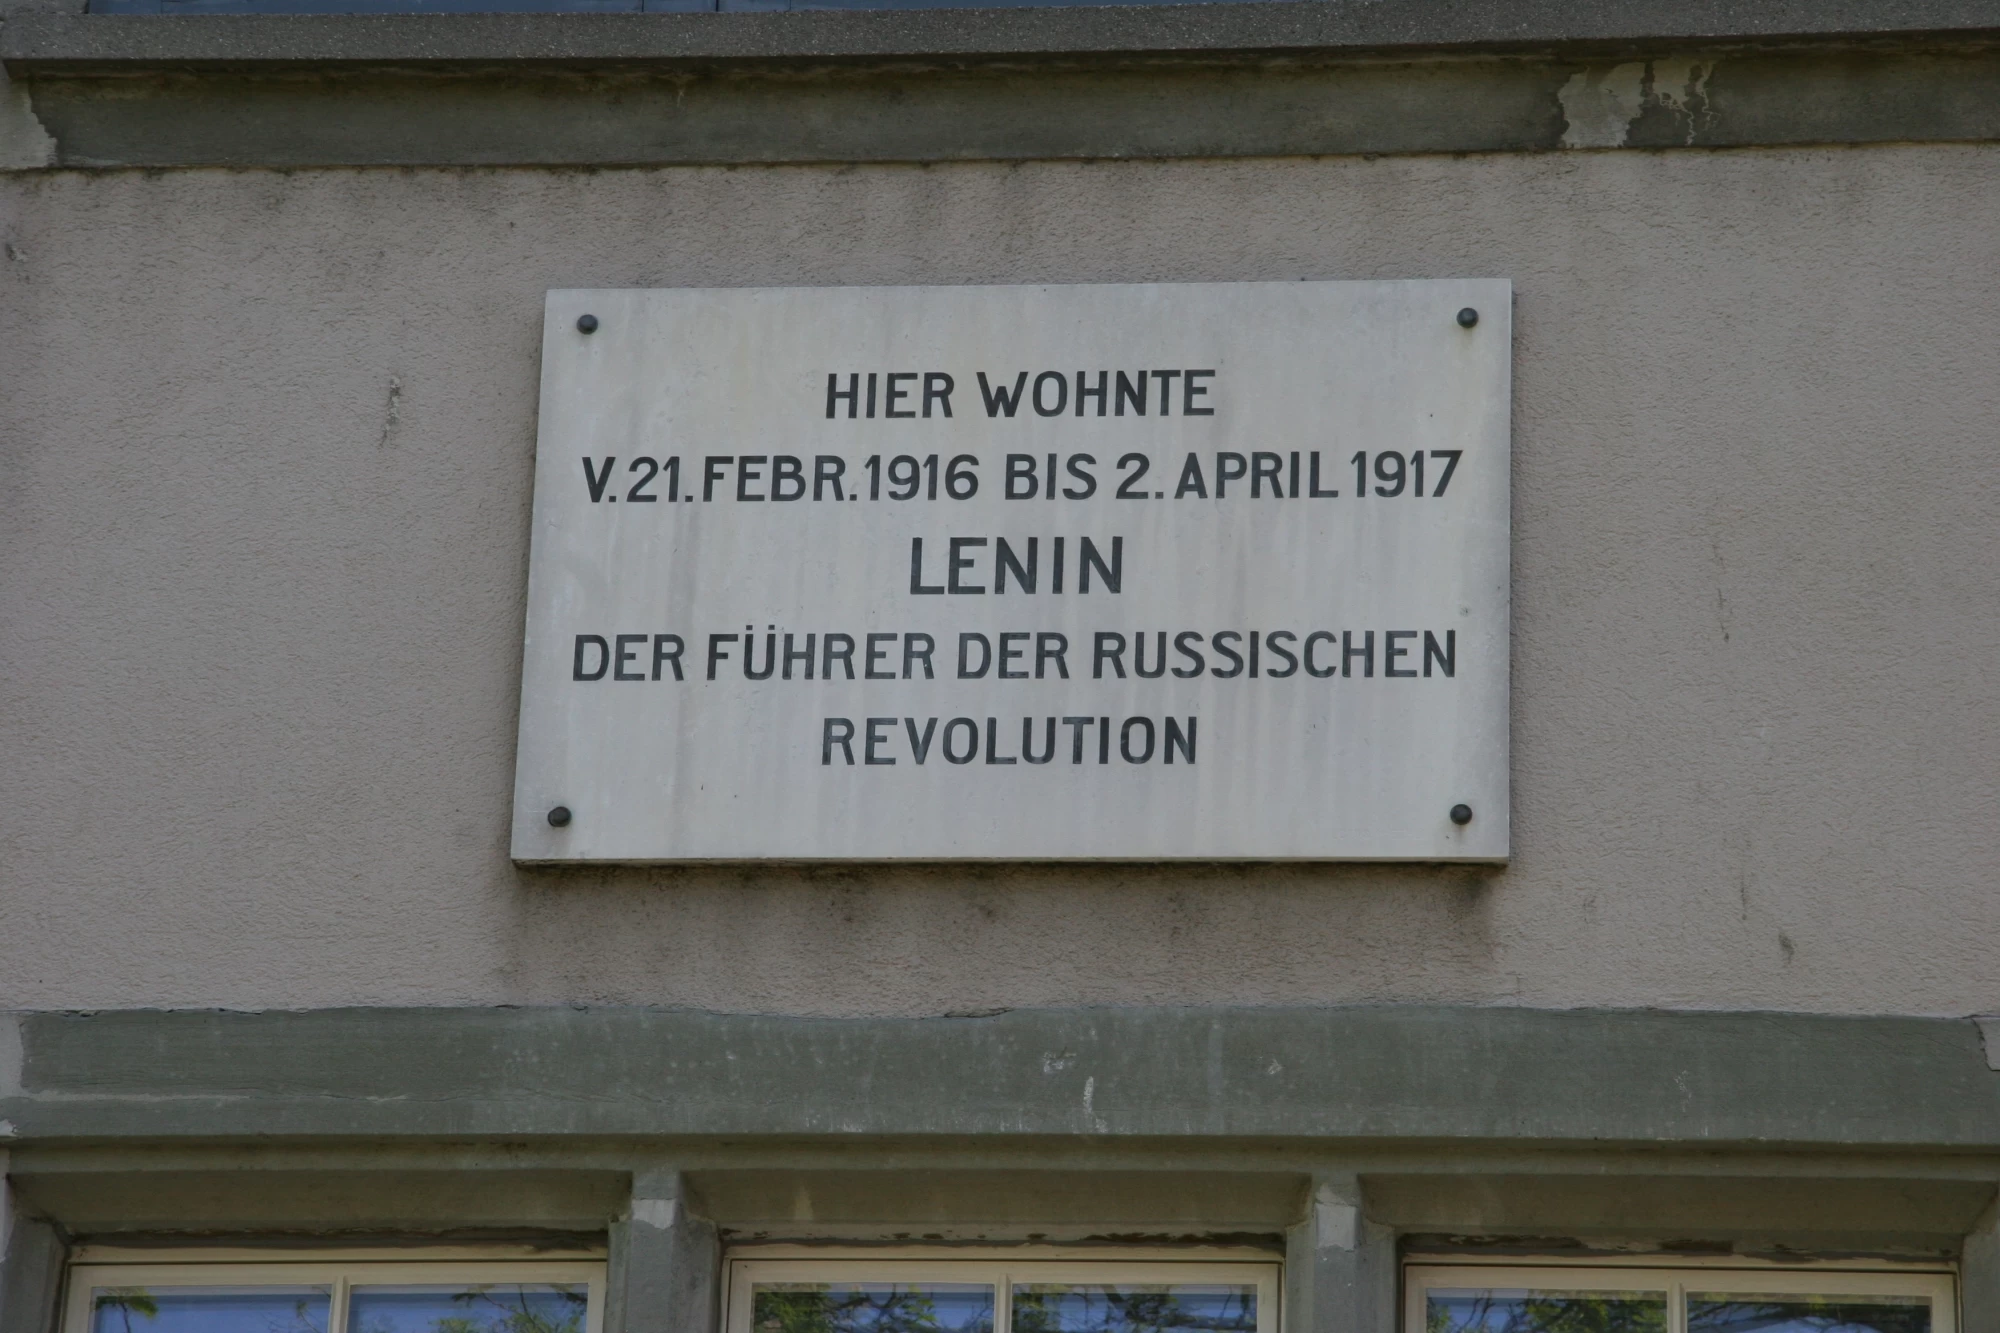 HIER WOHNTE
V. 21. FEBR. 1916 BIS 2. APRIL 1917
LENIN
DER FÜHRER DER RUSSISCHEN
REVOLUTION